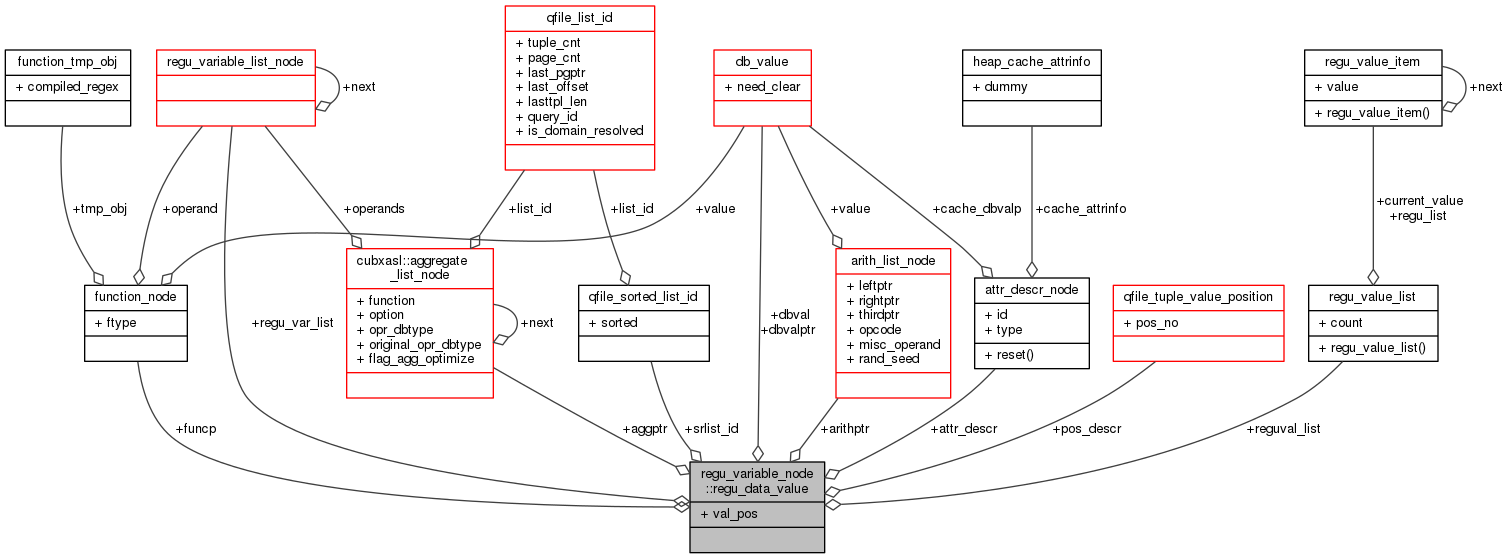 qfile_list_id
+ tuple_cnt
+ page_cnt
+ last_pgptr
+ last_offset
+ lasttpl_len
+ query_id
+ is_domain_resolved
function_tmp_obj
+ compiled_regex
regu_variable_list_node
+next
db_value
+ need_clear
heap_cache_attrinfo
+ dummy
regu_value_item
+ value
+ regu_value_item()
+next
+tmp_obj
+operand
+operands
+list_id
+list_id
+value
+value
+cache_dbvalp
+cache_attrinfo
+current_value
+regu_list
function_node
+ ftype
cubxasl::aggregate
_list_node
+ function
+ option
+ opr_dbtype
+ original_opr_dbtype
+ flag_agg_optimize
+next
qfile_sorted_list_id
+ sorted
arith_list_node
+ leftptr
+ rightptr
+ thirdptr
+ opcode
+ misc_operand
+ rand_seed
attr_descr_node
+ id
+ type
+ reset()
qfile_tuple_value_position
+ pos_no
regu_value_list
+ count
+ regu_value_list()
+regu_var_list
+dbval
+dbvalptr
+funcp
+aggptr
+srlist_id
+arithptr
+attr_descr
+pos_descr
+reguval_list
regu_variable_node
::regu_data_value
+ val_pos